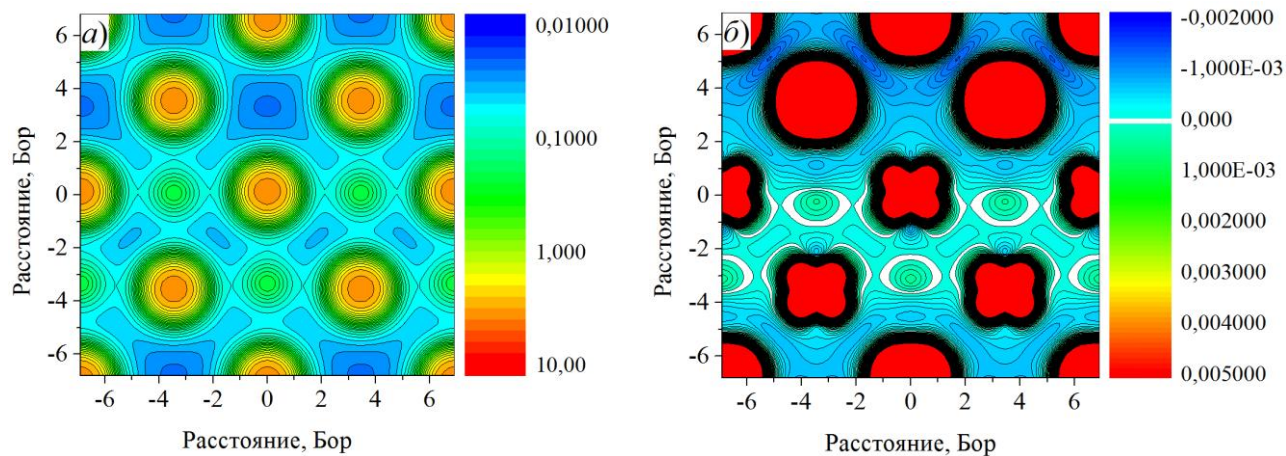 а)
6
4
2
0
-2
-4
-6
-6 -4 -2 0 2 4 6
Расстояние, Бор
Расстояние, Бор
0,01000
0,1000
1,000
10,00
б)
6
4
2
0
-2
-4
-6
-6 -4 -2 0 2 4 6
Расстояние, Бор
Расстояние, Бор
-0,002000
-1,000E-03
0,000
1,000E-03
0,002000
0,003000
0,004000
0,005000